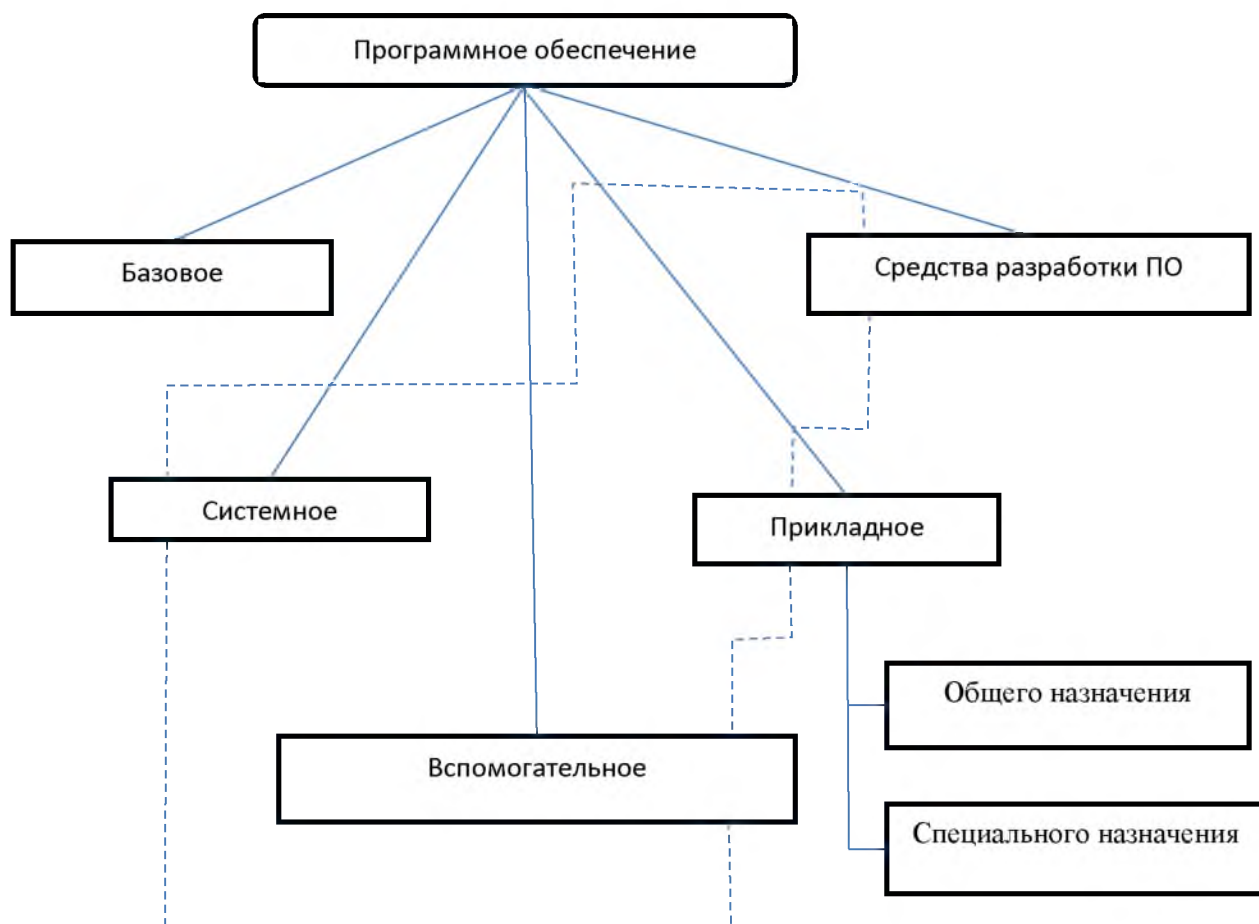 Программное обеспечение
Базовое
Средства разработки ПО
Системное
Прикладное
Общего назначения
Вспомогательное
Специального назначения